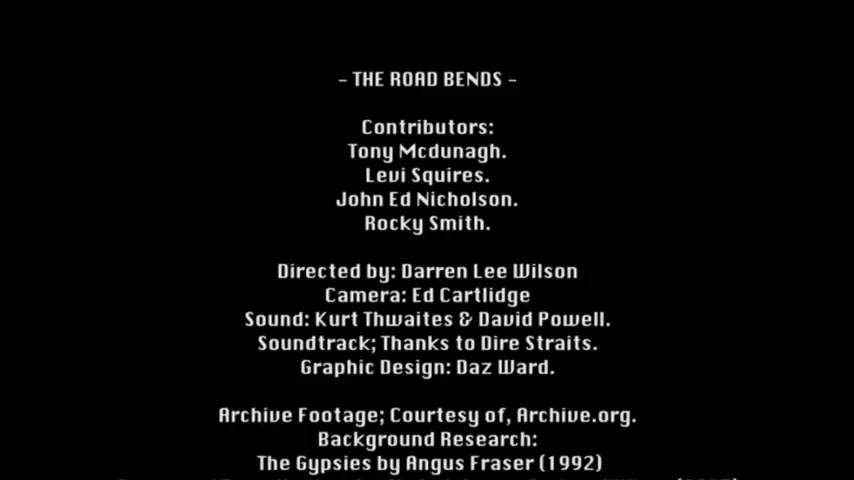 - THE ROAD BENDS -
Contributors:
Tony Mcdunagh.
Levi Squires.
John Ed Nicholson.
Rocky Smith.
Directed by: Darren Lee Wilson
Camera: Ed Cartlidge
Sound: Kurt Thwaites & David Powell.
Soundtrack; Thanks to Dire Straits.
Graphic Design: Daz Ward.
Archive Footage; Courtesy of, Archive.org.
Background Research:
The Gypsies by Angus Fraser (1992)